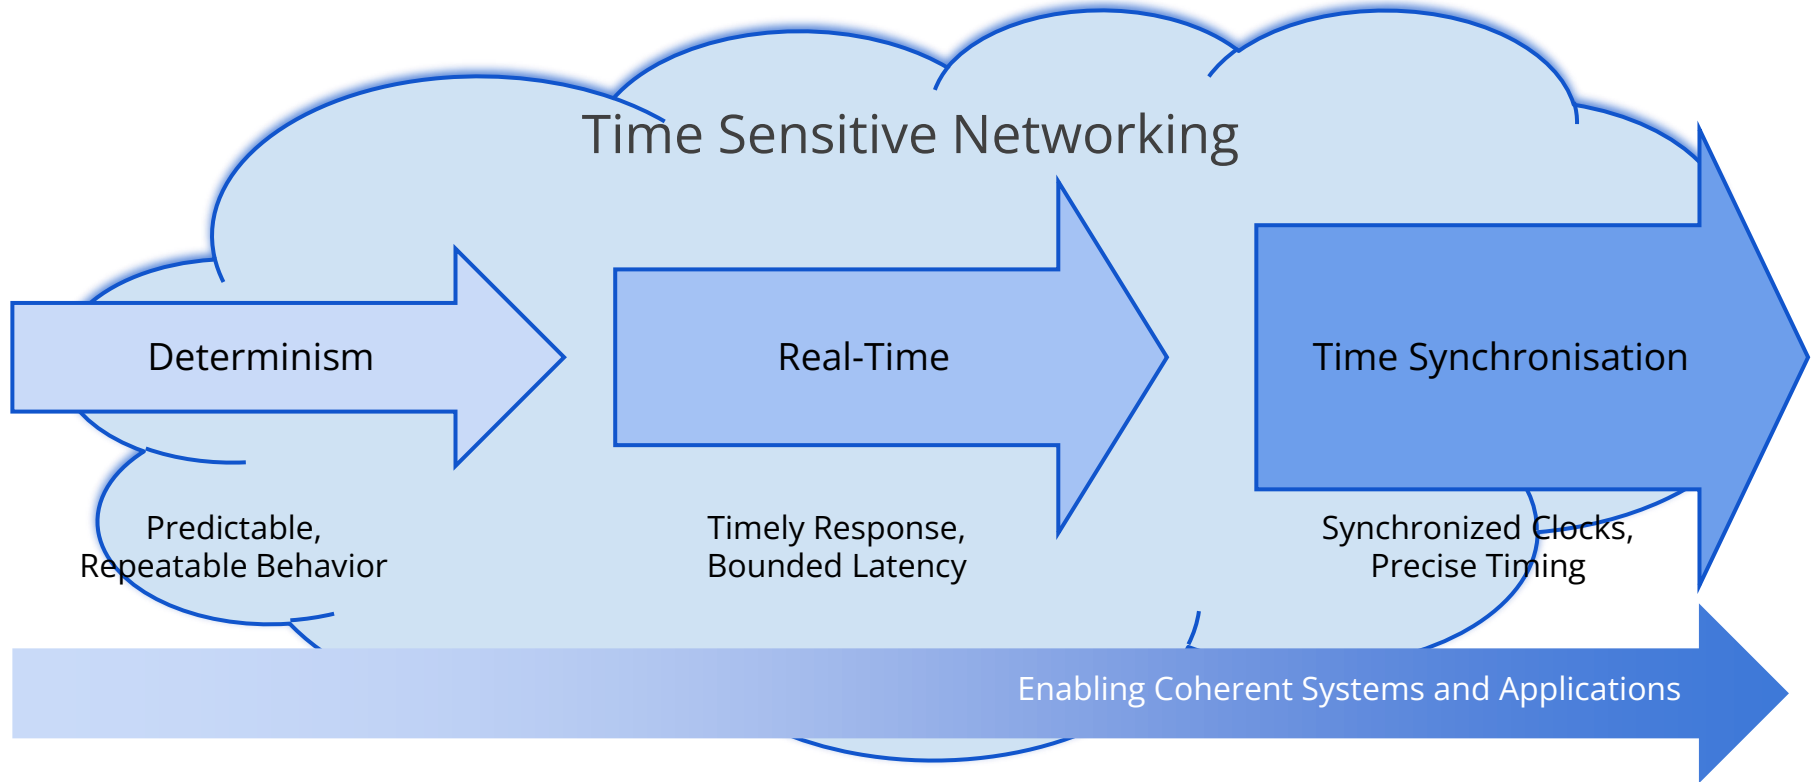 Time Sensitive Networking
Determinism
Real-Time
Time Synchronisation
Predictable,
Repeatable Behavior
Timely Response,
Bounded Latency
Synchronized Clocks,
Precise Timing
Enabling Coherent Systems and Applications